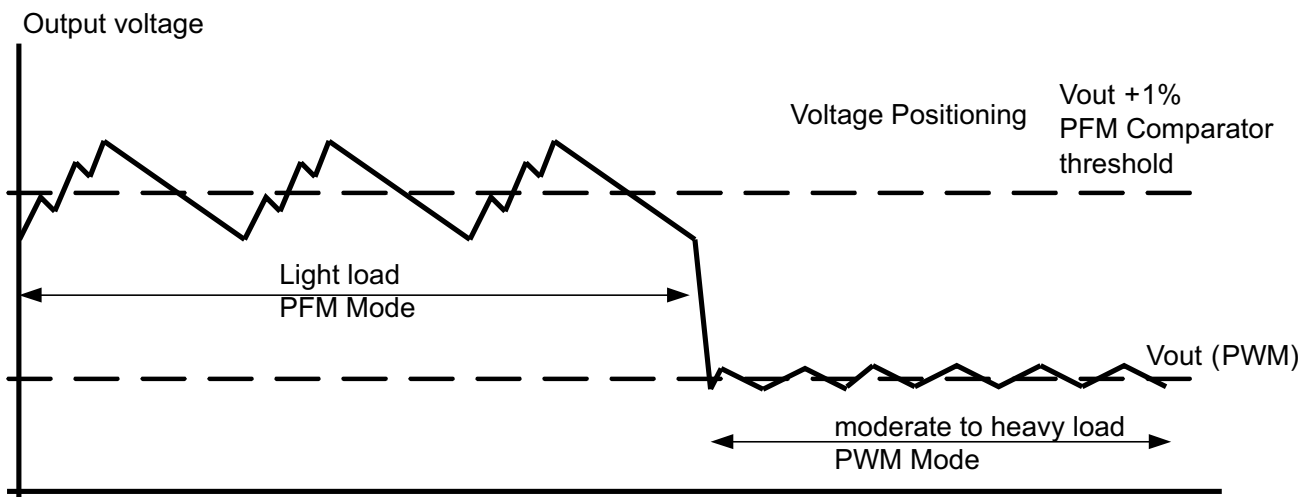 Output voltage
Voltage Positioning
Vout +1%
PFM Comparator
threshold
Light load
PFM Mode
Vout (PWM)
moderate to heavy load
PWM Mode